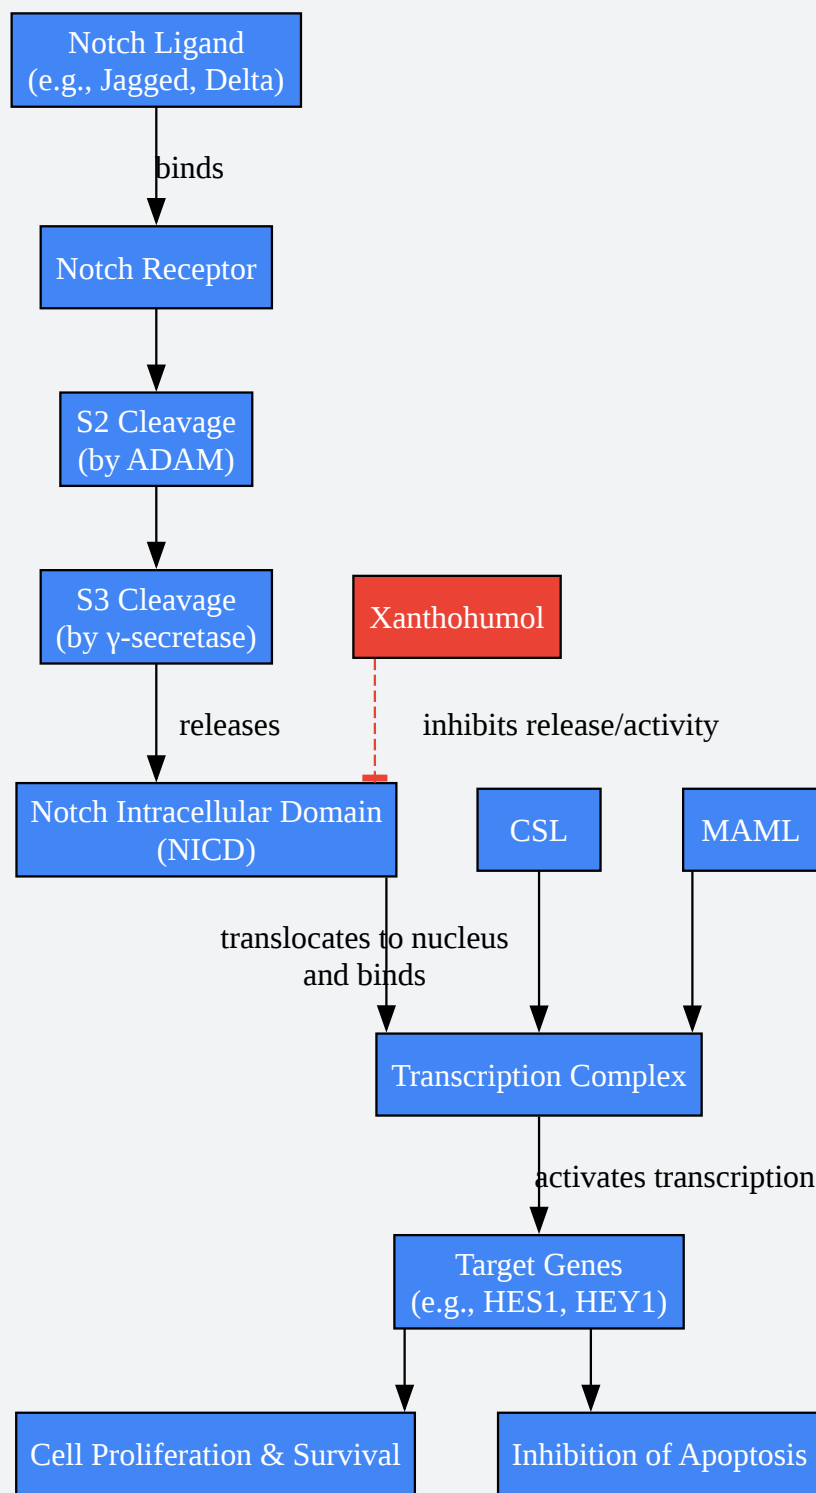 Notch Ligand
(e.g., Jagged, Delta)
binds
Notch Receptor
S2 Cleavage
(by ADAM)
S3 Cleavage
(by γ-secretase)
Xanthohumol
releases
inhibits release/activity
Notch Intracellular Domain
(NICD)
CSL
MAML
translocates to nucleus
and binds
Transcription Complex
activates transcription
Target Genes
(e.g., HES1, HEY1)
Cell Proliferation & Survival
Inhibition of Apoptosis